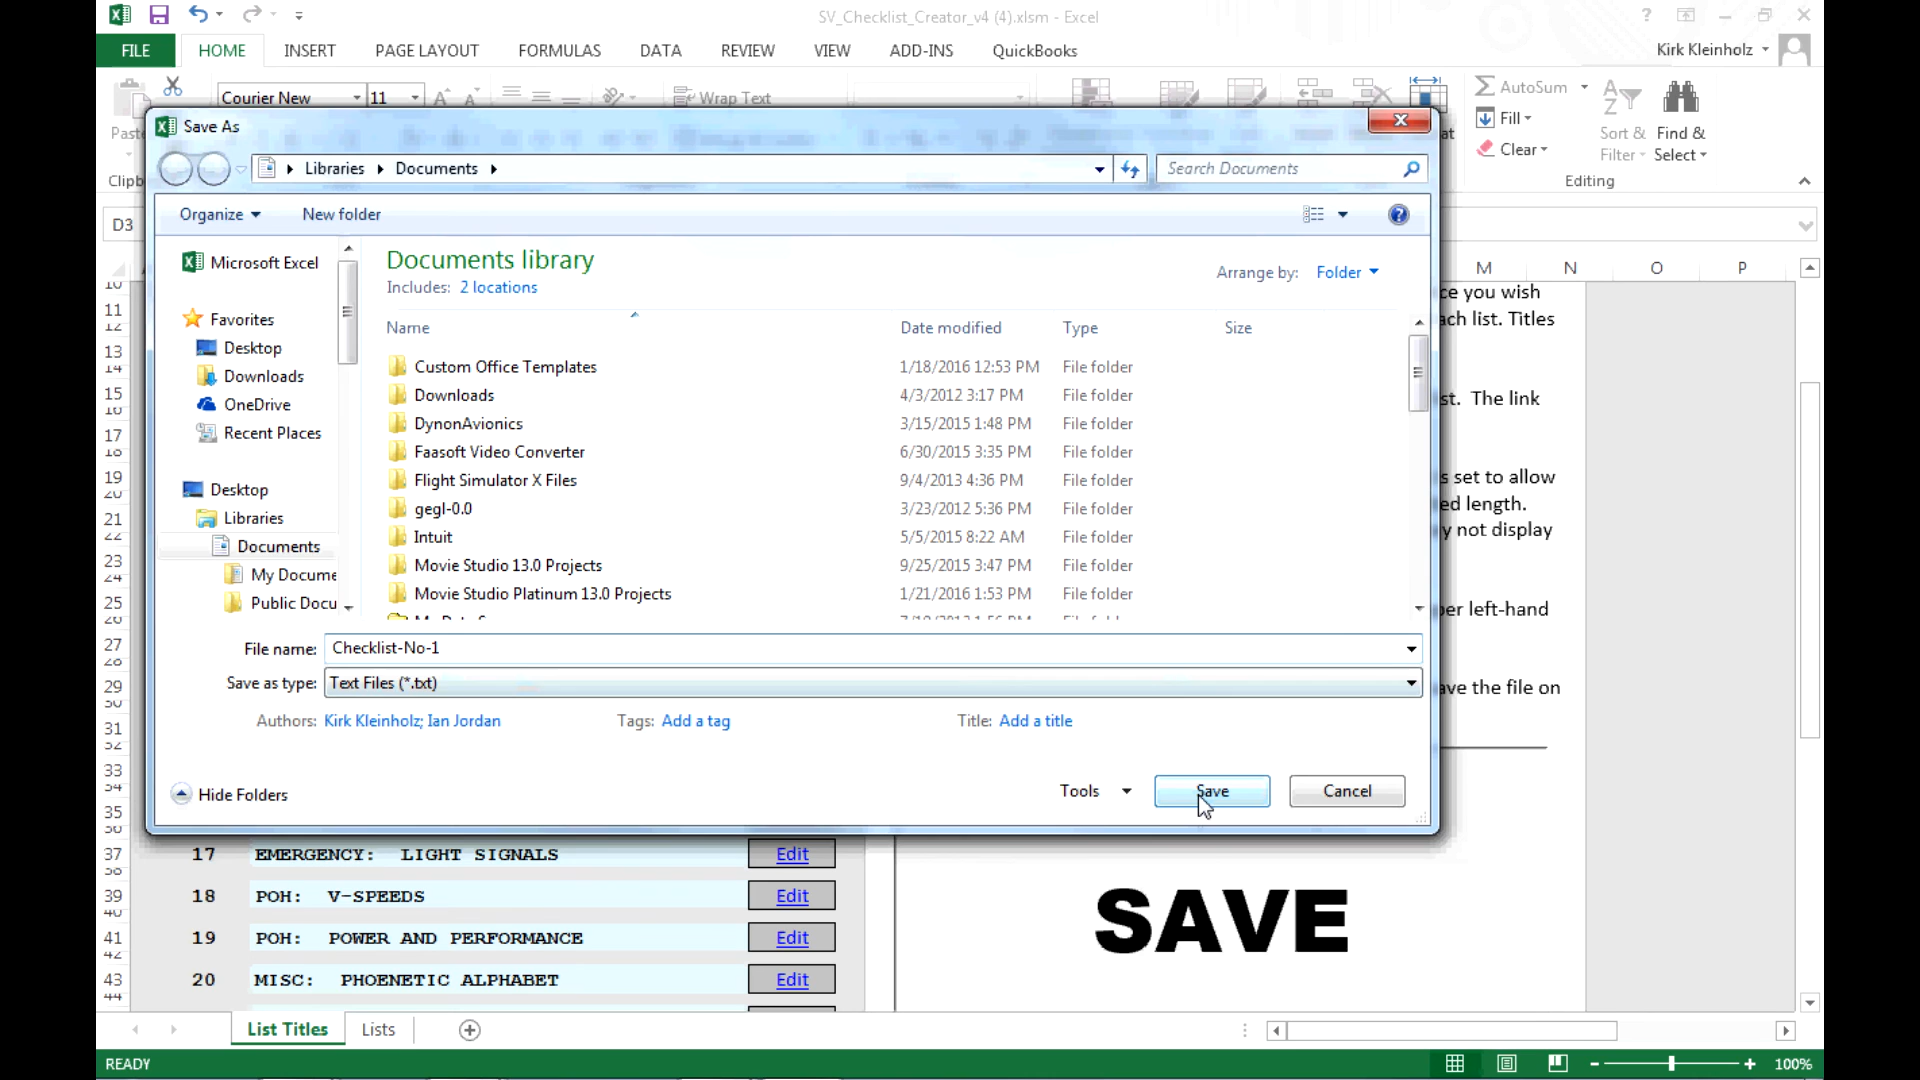 SV_Checklist_Creator_v4 (4).xlsm - Excel
FILE HOME INSERT PAGE LAYOUT FORMULAS DATA REVIEW VIEW ADD-INS QuickBooks Kirk Kleinholz
Courier New 11 Wrap Text AutoSum
Fill
Clear
Sort & Filter
Find & Select
Editing
Save As
Libraries Documents Search Documents
D3
Organize New folder
Microsoft Excel
Favorites
Desktop
Downloads
OneDrive
Recent Places
Desktop
Libraries
Documents
My Docume
Public Docu
Documents library
Includes: 2 locations
Arrange by: Folder
Name Date modified Type Size
Custom Office Templates 1/18/2016 12:53 PM File folder
Downloads 4/3/2012 3:17 PM File folder
DynonAvionics 3/15/2015 1:48 PM File folder
Faasoft Video Converter 6/30/2015 3:35 PM File folder
Flight Simulator X Files 9/4/2013 4:36 PM File folder
gegl-0.0 3/23/2012 5:36 PM File folder
Intuit 5/5/2015 8:22 AM File folder
Movie Studio 13.0 Projects 9/25/2015 3:47 PM File folder
Movie Studio Platinum 13.0 Projects 1/21/2016 1:53 PM File folder
File name: Checklist-No-1
Save as type: Text Files (*.txt)
Authors: Kirk Kleinholz; Ian Jordan Tags: Add a tag Title: Add a title
Hide Folders Tools Save Cancel
M N O P
ce you wish
ch list. Titles
st. The link
s set to allow
ed length.
y not display
er left-hand
ave the file on
11
13
15
17
19
21
23
25
27
29
31
33
35
37 17 EMERGENCY: LIGHT SIGNALS Edit
39 18 POH: V-SPEEDS Edit
41 19 POH: POWER AND PERFORMANCE Edit
43 20 MISC: PHOENETIC ALPHABET Edit
SAVE
List Titles Lists
READY 100%